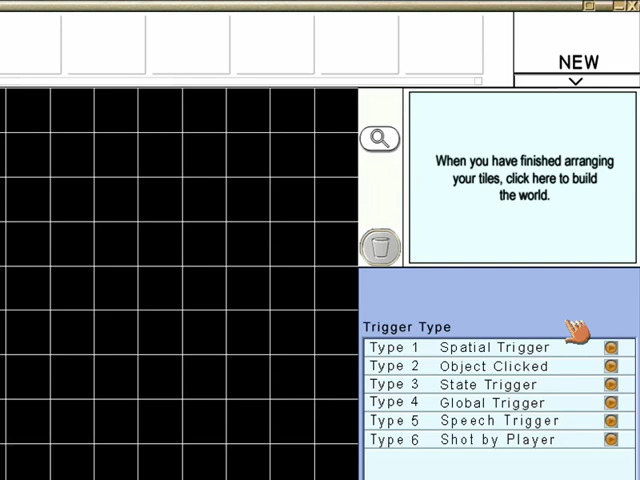 NEW
When you have finished arranging
your tiles, click here to build
the world.
Trigger Type
Type 1 Spatial Trigger
Type 2 Object Clicked
Type 3 State Trigger
Type 4 Global Trigger
Type 5 Speech Trigger
Type 6 Shot by Player